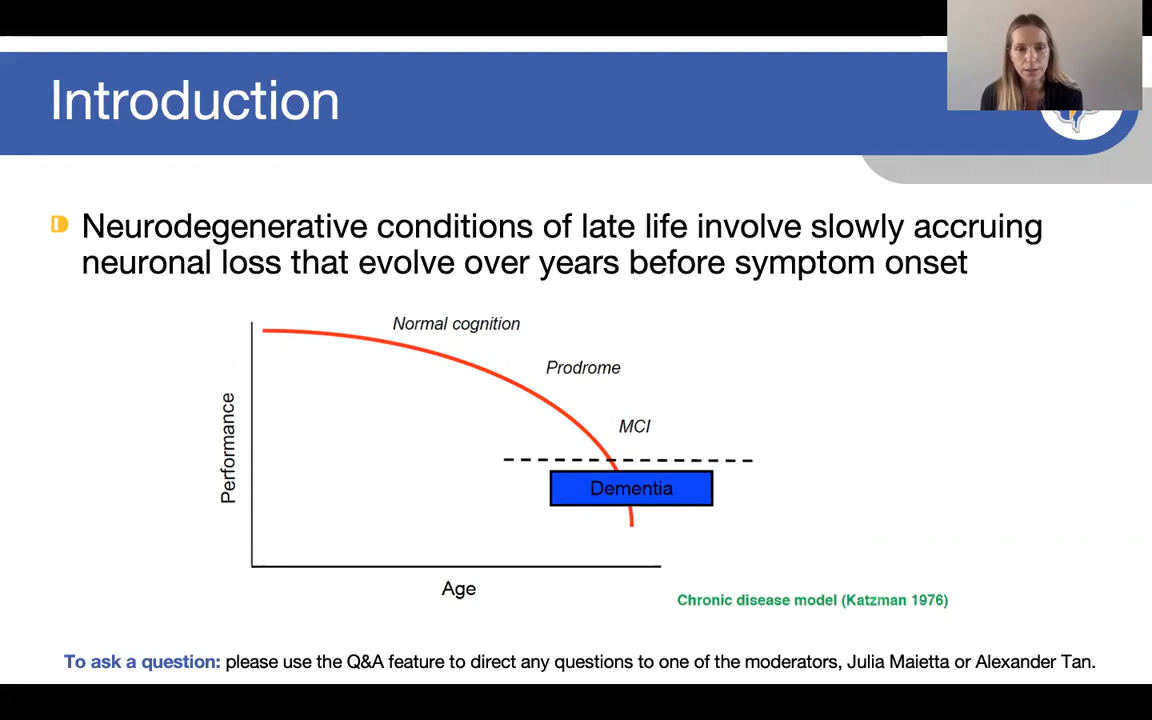 Introduction
Neurodegenerative conditions of late life involve slowly accruing
neuronal loss that evolve over years before symptom onset
Normal cognition
Prodrome
MCI
Dementia
Performance
Age
Chronic disease model (Katzman 1976)
To ask a question: please use the Q&A feature to direct any questions to one of the moderators, Julia Maietta or Alexander Tan.